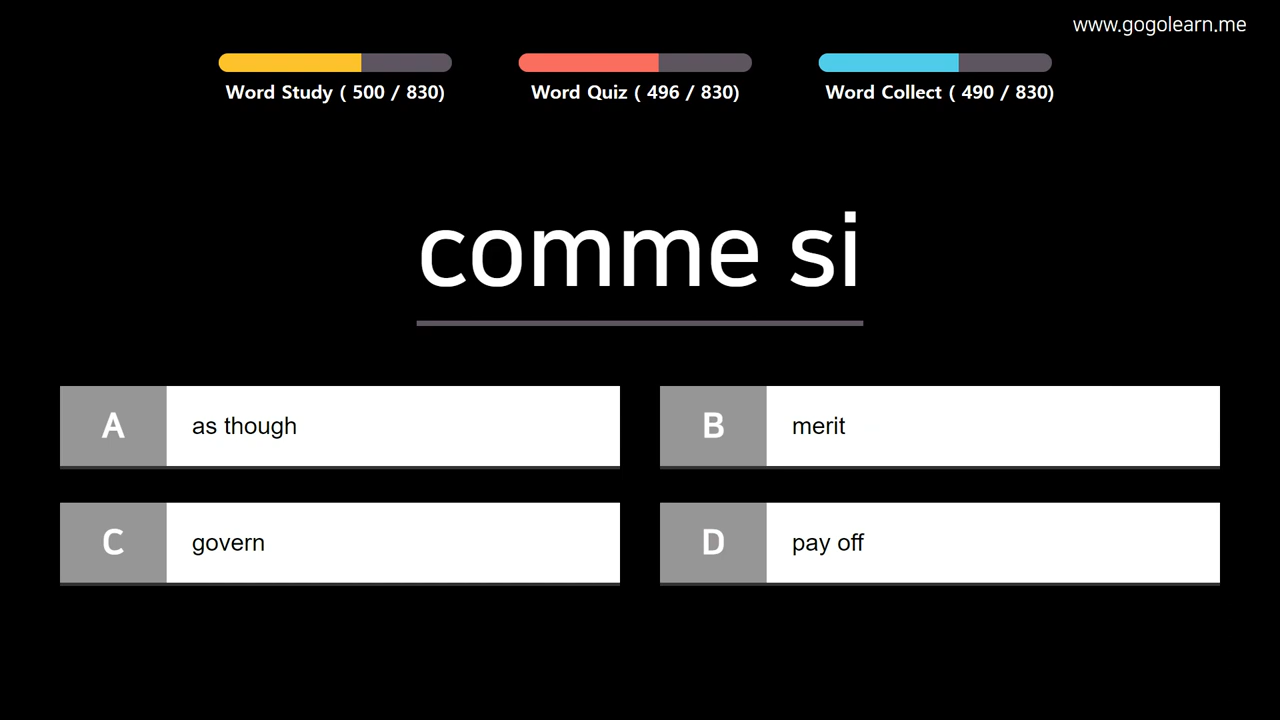 www.gogolearn.me
Word Study ( 500 / 830)
Word Quiz ( 496 / 830)
Word Collect ( 490 / 830)
comme si
A
as though
B
merit
C
govern
D
pay off